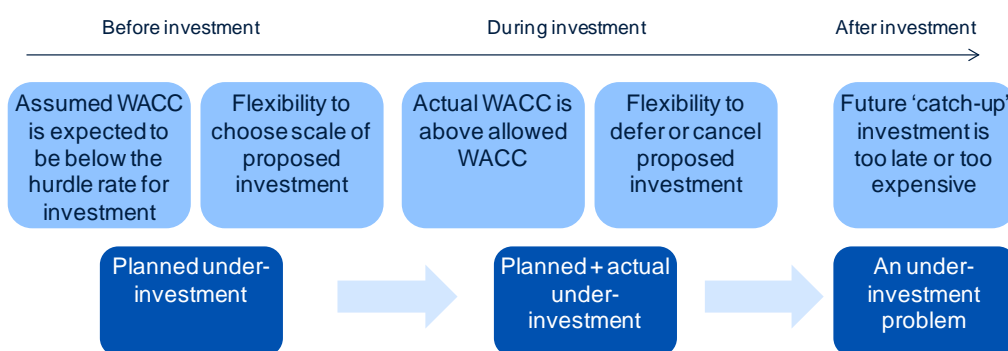 Before investment
During investment
After investment
Assumed WACC
is expected to
be below the
hurdle rate for
investment
Flexibility to
choose scale of
proposed
investment
Actual WACC is
above allowed
WACC
Flexibility to
defer or cancel
proposed
investment
Future ‘catch-up’
investment is
too late or too
expensive
Planned under-
investment
Planned + actual
under-
investment
An under-
investment
problem